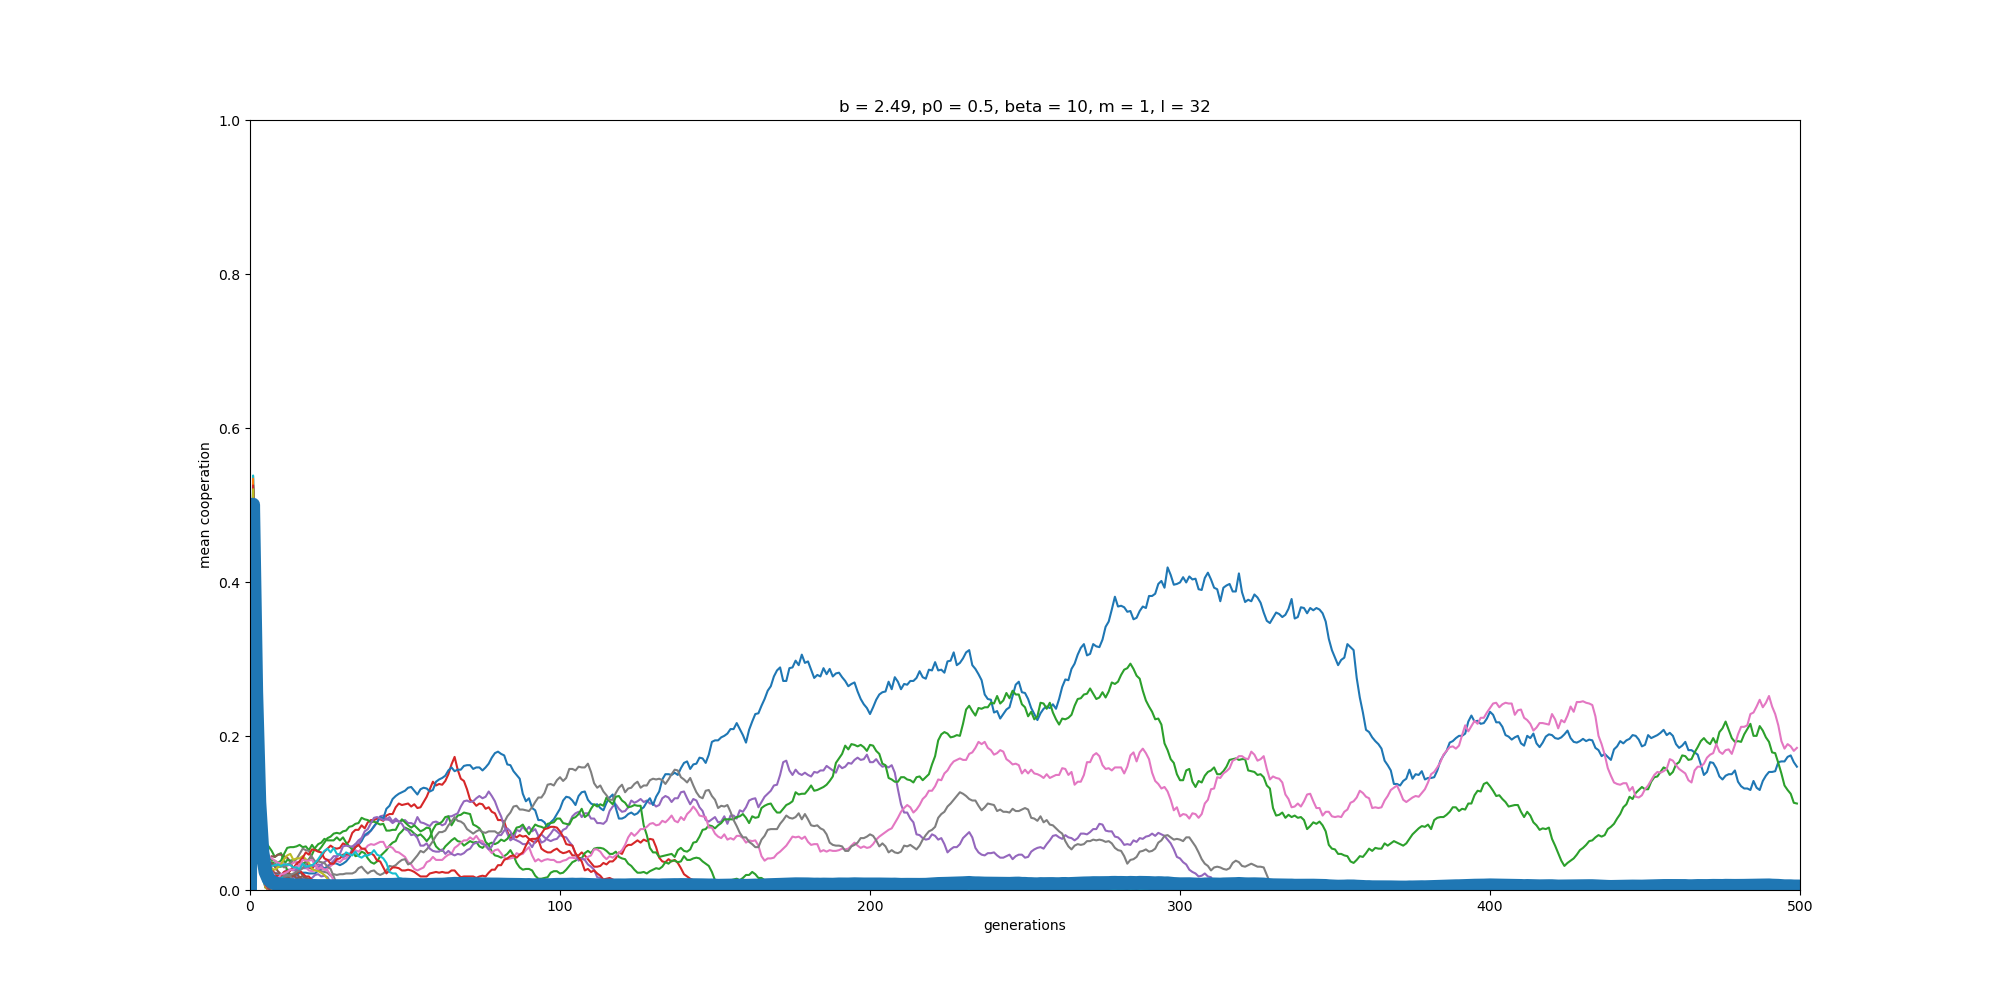 b = 2.49, p0 = 0.5, beta = 10, m = 1, l = 32
1.0
0.8
0.6
0.4
0.2
0.0
mean cooperation
0 100 200 300 400 500
generations